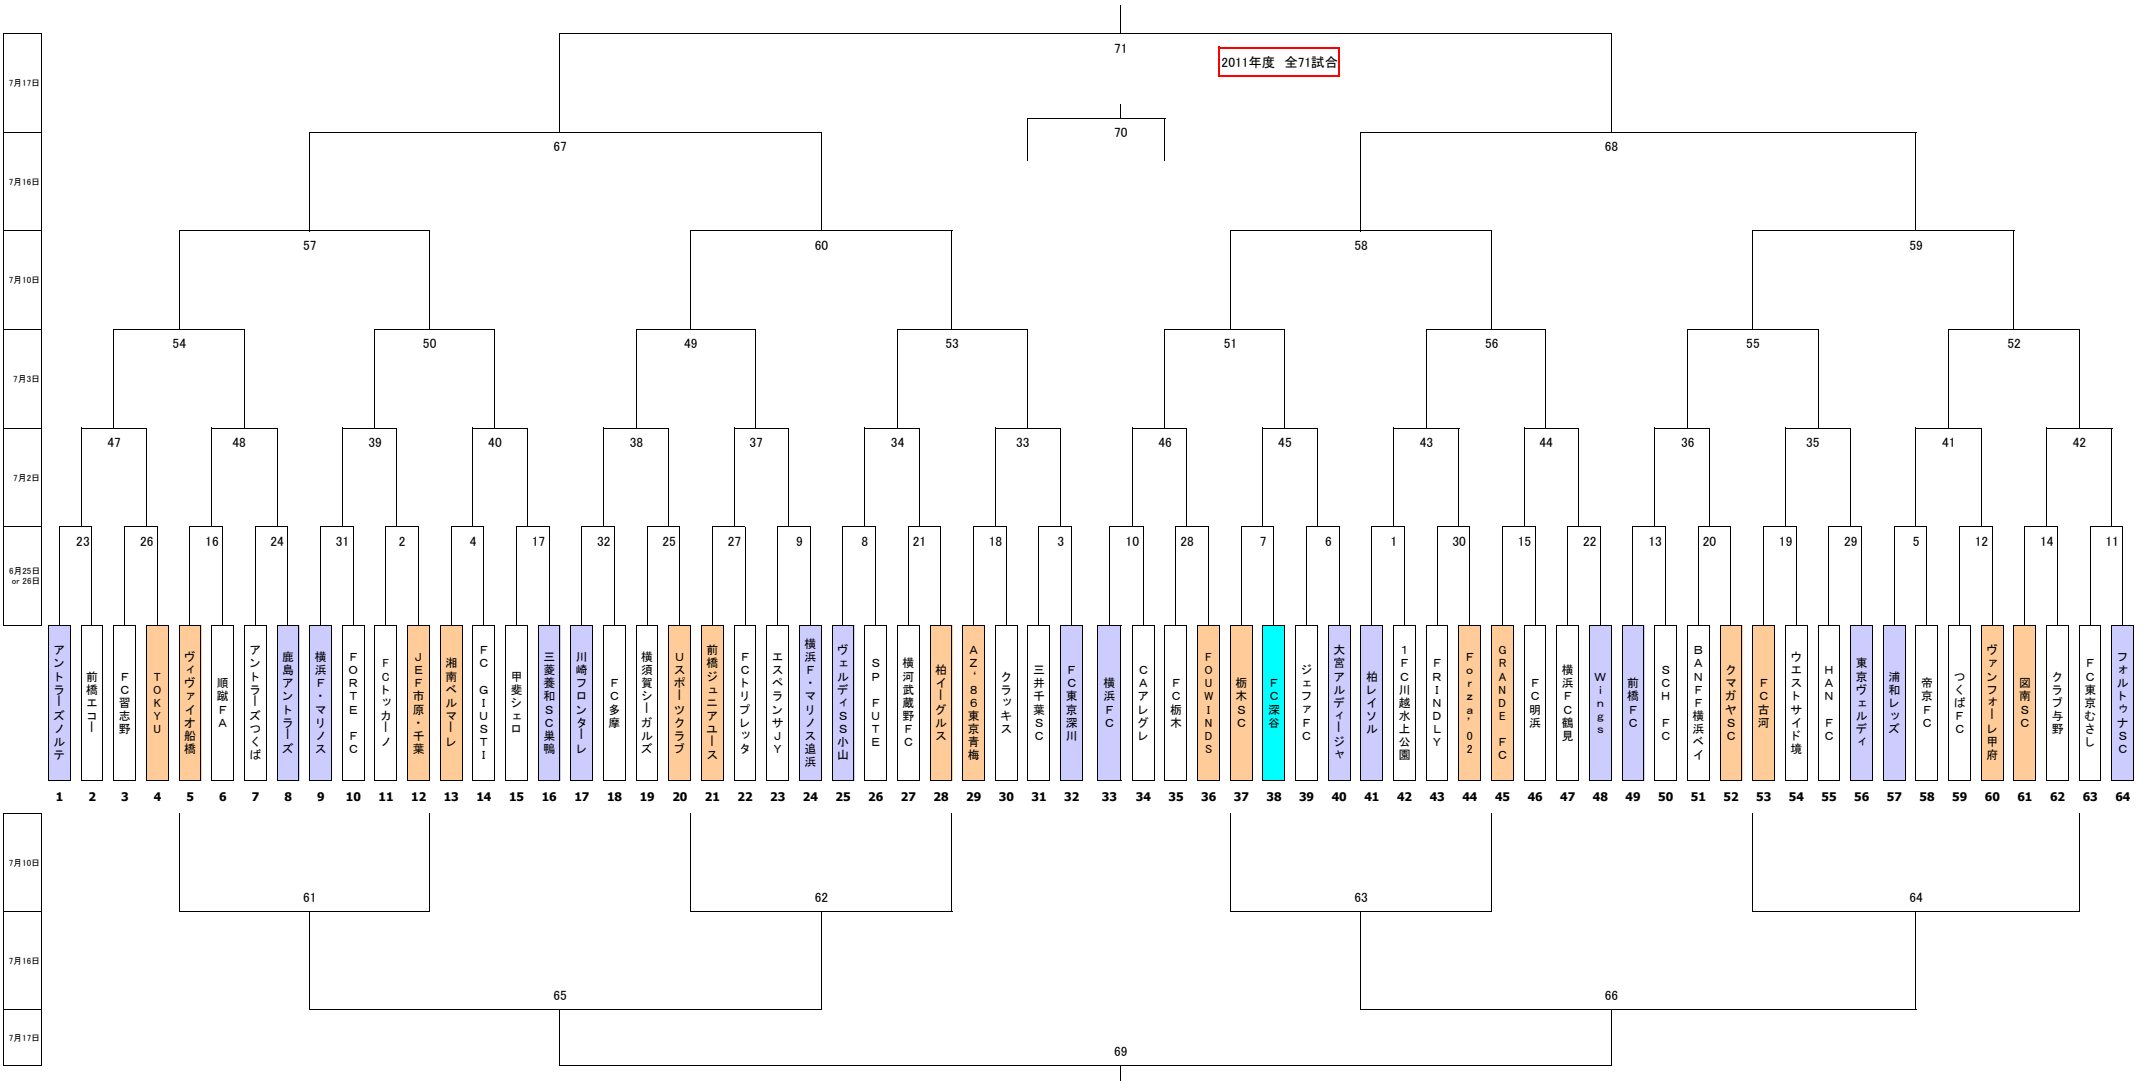 71
2011年度　全71試合
7月17日
70
67
68
7月16日
57
60
58
59
7月10日
54
50
49
53
51
56
55
52
7月3日
47
48
39
40
38
37
34
33
46
45
43
44
36
35
41
42
7月2日
23
26
16
24
31
2
4
17
32
25
27
9
8
21
18
3
10
28
7
6
1
30
15
22
13
20
19
29
5
12
14
11
6月25日
or 26日
アントラーズノルテ
前橋エコー
ＦＣ習志野
ＴＯＫＹＵ
ヴィヴァイオ船橋
順蹴ＦＡ
アントラーズつくば
鹿島アントラーズ
横浜Ｆ・マリノス
ＦＯＲＴＥ　ＦＣ
ＦＣトッカーノ
ＪＥＦ市原・千葉
湘南ベルマーレ
ＦＣ　ＧＩＵＳＴＩ
甲斐シェロ
三菱養和ＳＣ巣鴨
川崎フロンターレ
ＦＣ多摩
横須賀シーガルズ
Ｕスポーツクラブ
前橋ジュニアユース
ＦＣトリプレッタ
エスペランサＪＹ
横浜Ｆ・マリノス追浜
ヴェルディＳＳ小山
ＳＰ　ＦＵＴＥ
横河武蔵野ＦＣ
柏イーグルス
ＡＺ’８６東京青梅
クラッキス
三井千葉ＳＣ
ＦＣ東京深川
横浜ＦＣ
ＣＡアレグレ
ＦＣ栃木
ＦＯＵＷＩＮＤＳ
栃木ＳＣ
ＦＣ深谷
ジェファＦＣ
大宮アルディージャ
柏レイソル
１ＦＣ川越水上公園
ＦＲＩＮＤＬＹ
Ｆｏｒｚａ’０２
ＧＲＡＮＤＥ　ＦＣ
ＦＣ明浜
横浜ＦＣ鶴見
Ｗｉｎｇｓ
前橋ＦＣ
ＳＣＨ　ＦＣ
ＢＡＮＦＦ横浜ベイ
クマガヤＳＣ
ＦＣ古河
ウエストサイド境
ＨＡＮ　ＦＣ
東京ヴェルディ
浦和レッズ
帝京ＦＣ
つくばＦＣ
ヴァンフォーレ甲府
図南ＳＣ
クラブ与野
ＦＣ東京むさし
フォルトゥナＳＣ
1 2 3 4 5 6 7 8 9 10 11 12 13 14 15 16 17 18 19 20 21 22 23 24 25 26 27 28 29 30 31 32 33 34 35 36 37 38 39 40 41 42 43 44 45 46 47 48 49 50 51 52 53 54 55 56 57 58 59 60 61 62 63 64
7月10日
61
62
63
64
7月16日
65
66
7月17日
69